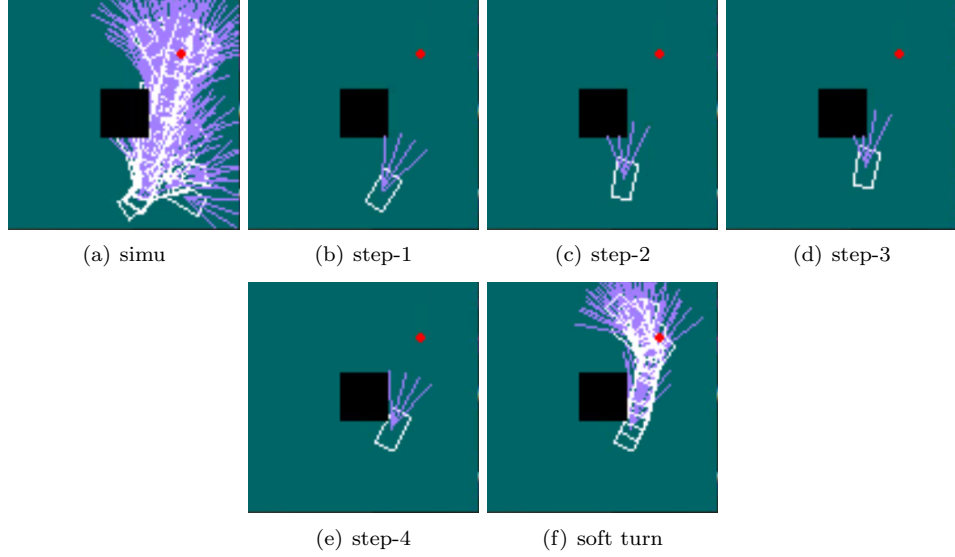 (a) simu
(b) step-1
(c) step-2
(d) step-3
(e) step-4
(f) soft turn